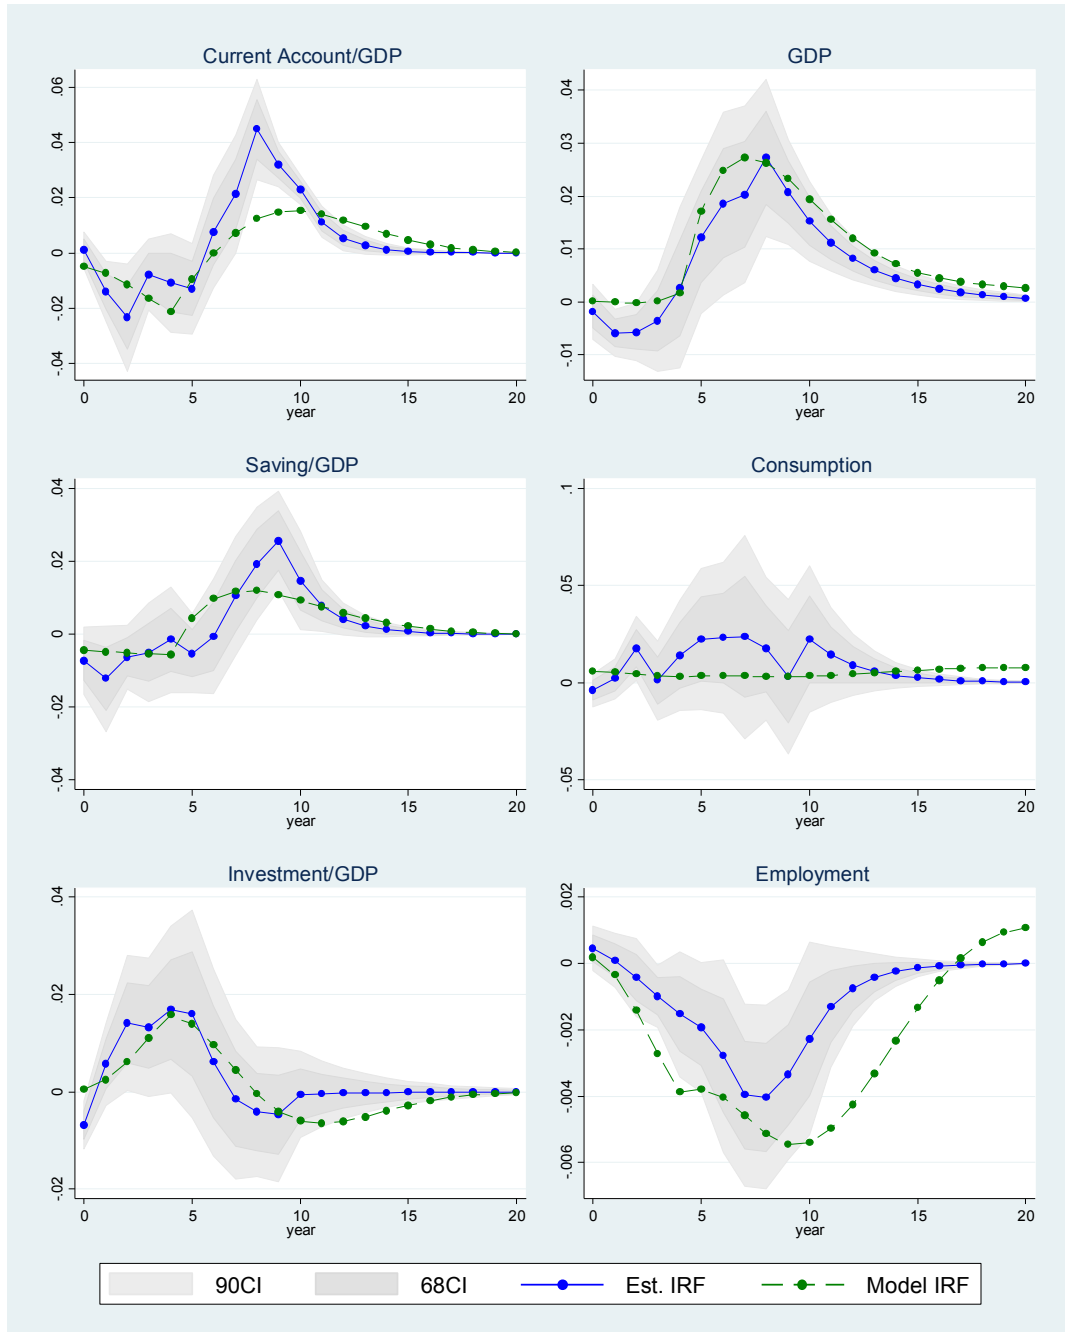 Current Account/GDP
.06
.04
.02
0
-.02
-.04
0 5 10 15 20
year
GDP
.04
.03
.02
.01
0
-.01
0 5 10 15 20
year
Saving/GDP
.04
.02
0
-.02
-.04
0 5 10 15 20
year
Consumption
.1
.05
0
-.05
0 5 10 15 20
year
Investment/GDP
.04
.02
0
-.02
0 5 10 15 20
year
Employment
.002
0
-.002
-.004
-.006
0 5 10 15 20
year
90CI 68CI Est. IRF Model IRF